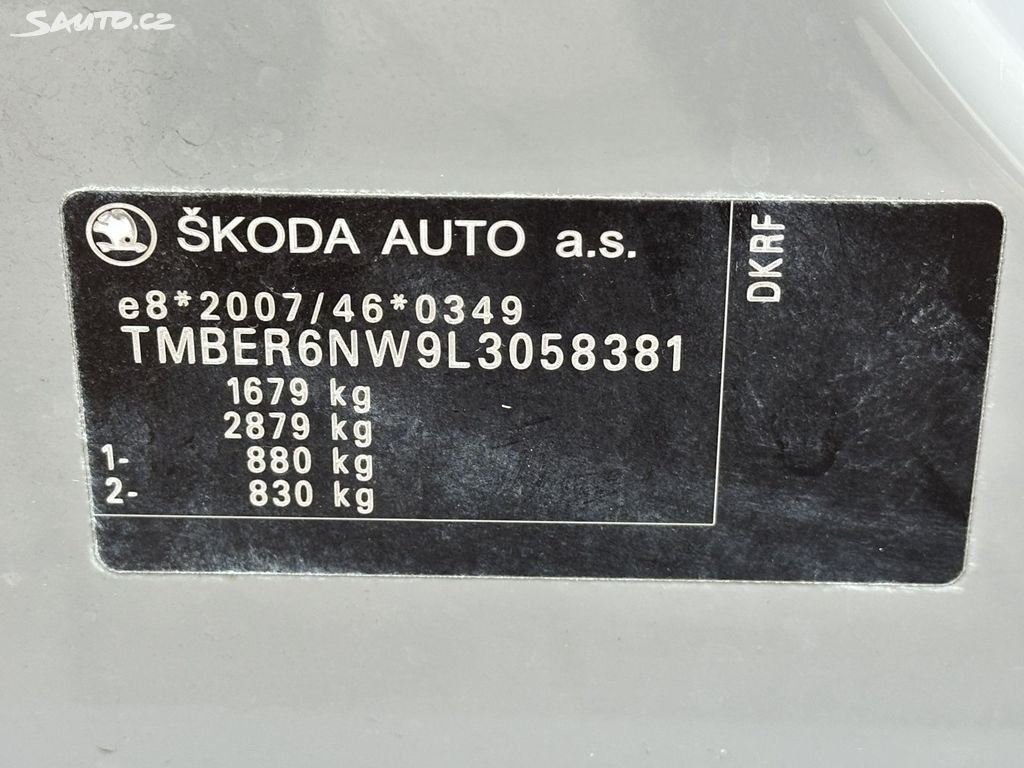 Sauto.cz
ŠKODA AUTO a.s.
e8*2007/46*0349
TMBER6NW9L3058381
1679 kg
2879 kg
1- 880 kg
2- 830 kg
DKRF